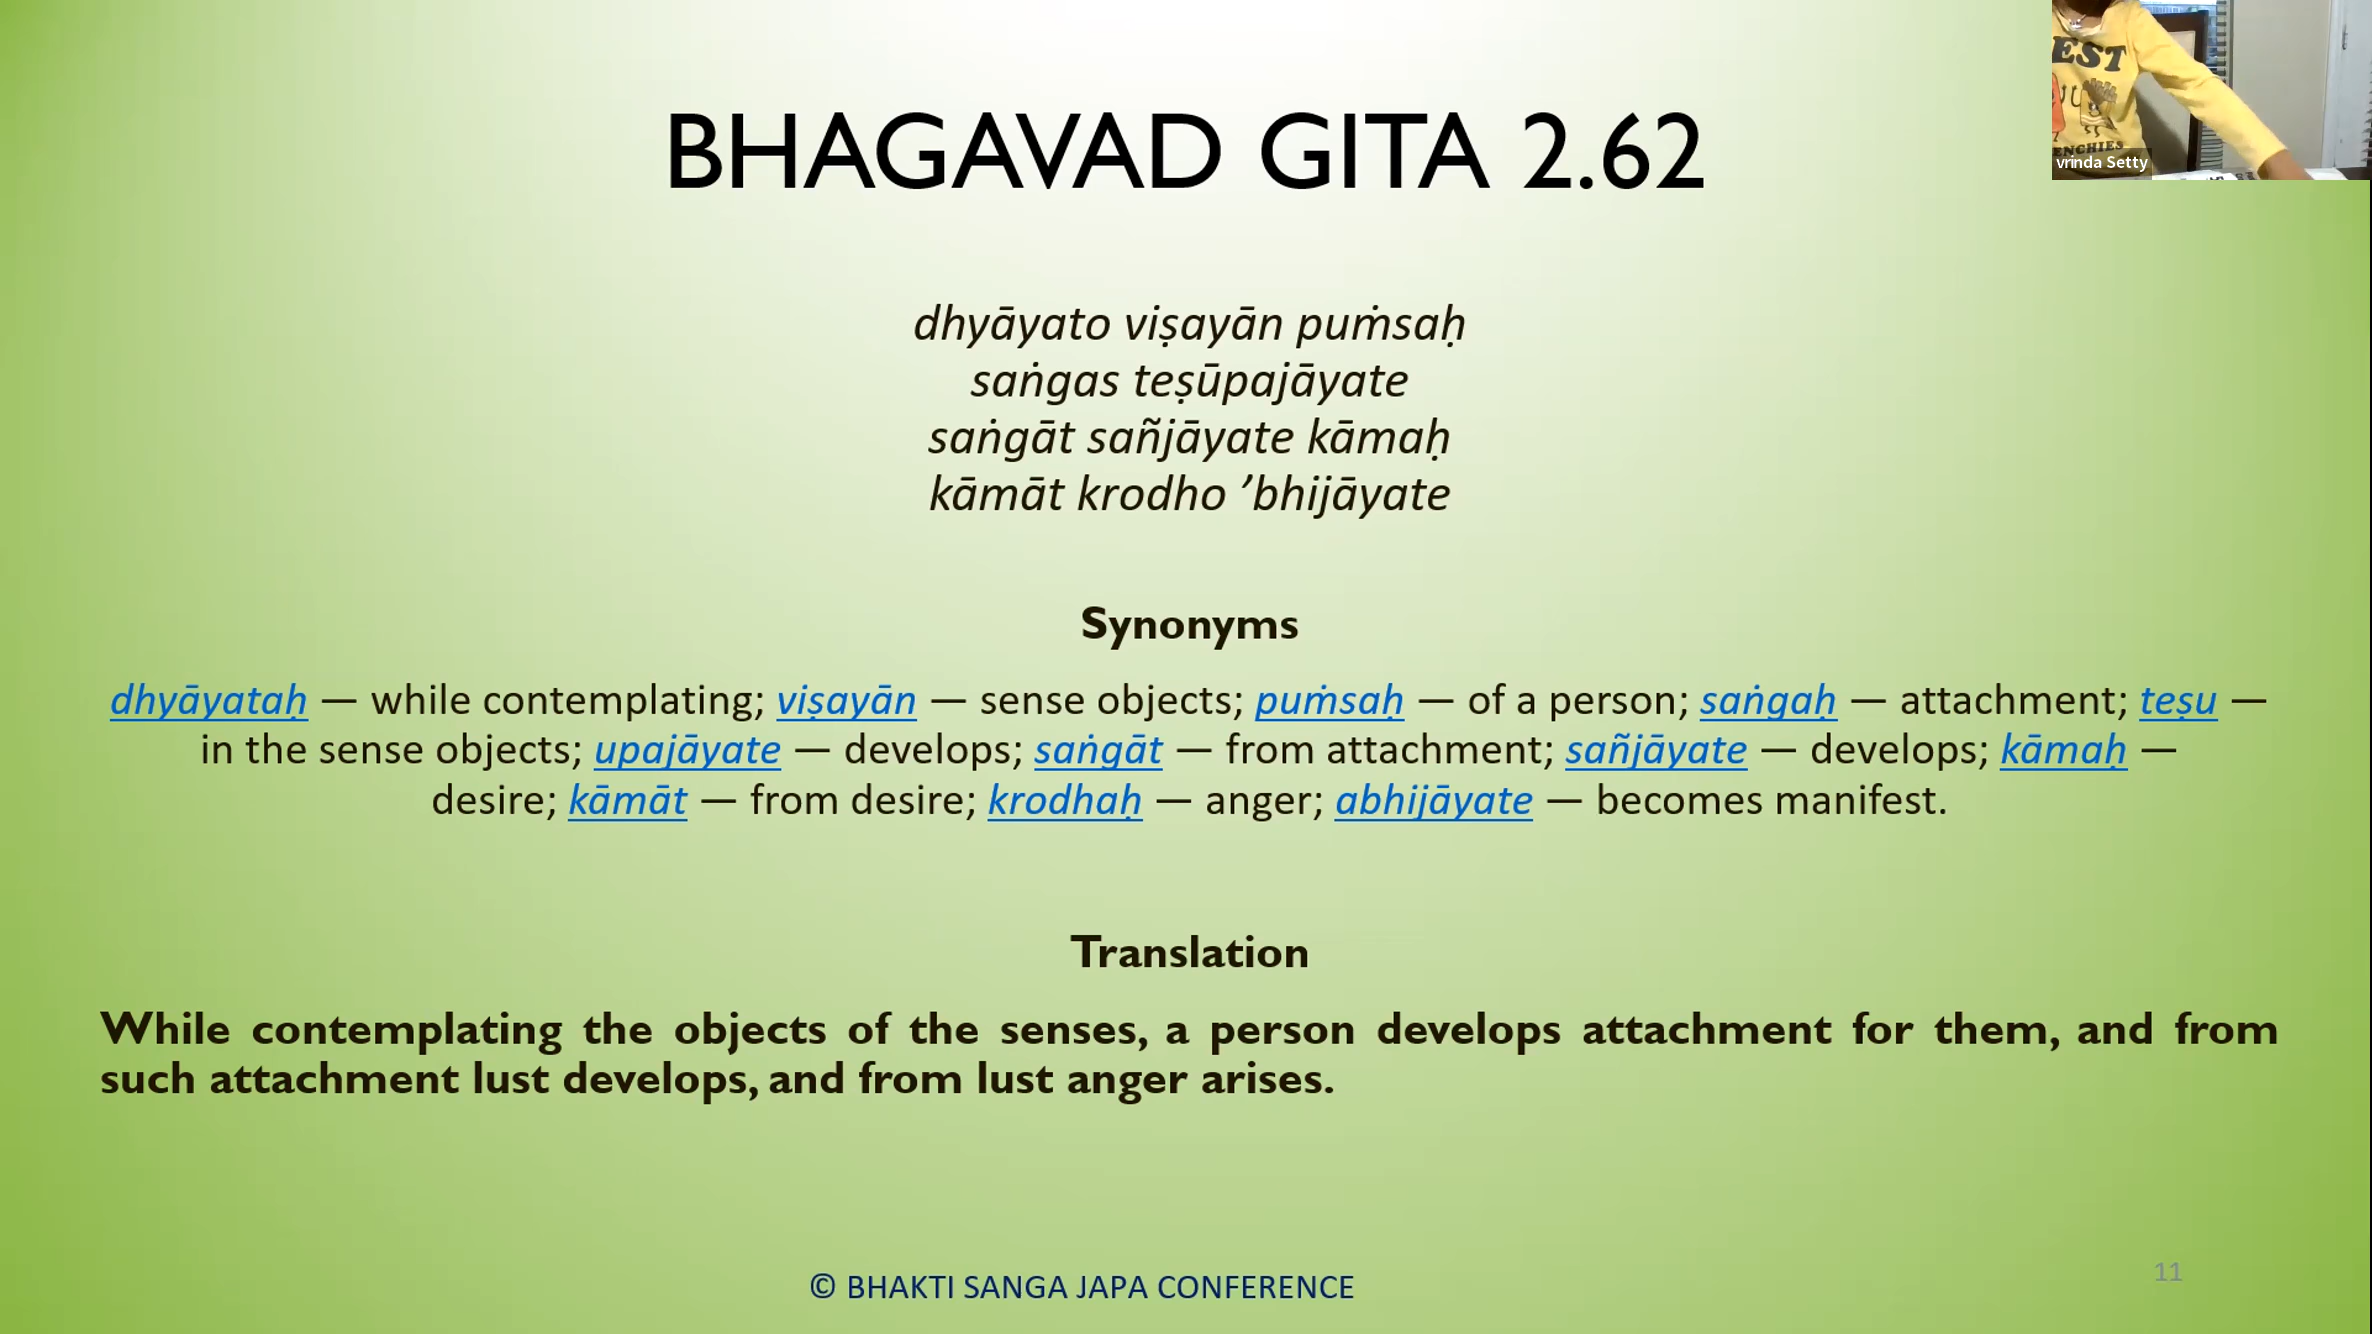 BHAGAVAD GITA 2.62
EST
ENCHIES
vrinda Setty
dhyāyato viṣayān puṁsaḥ
saṅgas teṣūpajāyate
saṅgāt sañjāyate kāmaḥ
kāmāt krodho ’bhijāyate
Synonyms
dhyāyataḥ — while contemplating; viṣayān — sense objects; puṁsaḥ — of a person; saṅgaḥ — attachment; teṣu —
in the sense objects; upajāyate — develops; saṅgāt — from attachment; sañjāyate — develops; kāmaḥ —
desire; kāmāt — from desire; krodhaḥ — anger; abhijāyate — becomes manifest.
Translation
While contemplating the objects of the senses, a person develops attachment for them, and from
such attachment lust develops, and from lust anger arises.
© BHAKTI SANGA JAPA CONFERENCE
11